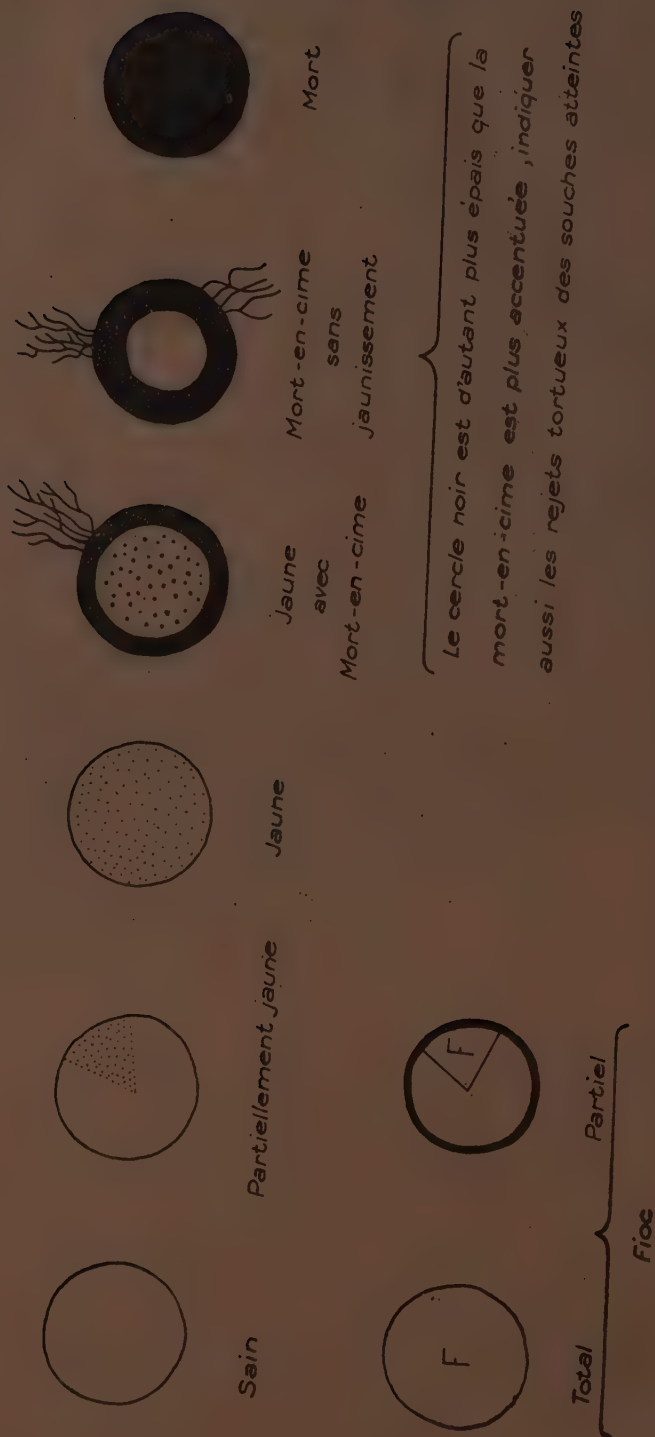 Sain
Partiellement jaune
Jaune
Jaune
avec
Mort-en-cime
Mort-en-cime
sans
jaunissement
Mort
F
F
Total
Partiel
Fioc
Le cercle noir est d'autant plus épais que la
mort-en-cime est plus accentuée, indiquer
aussi les rejets tortueux des souches atteintes